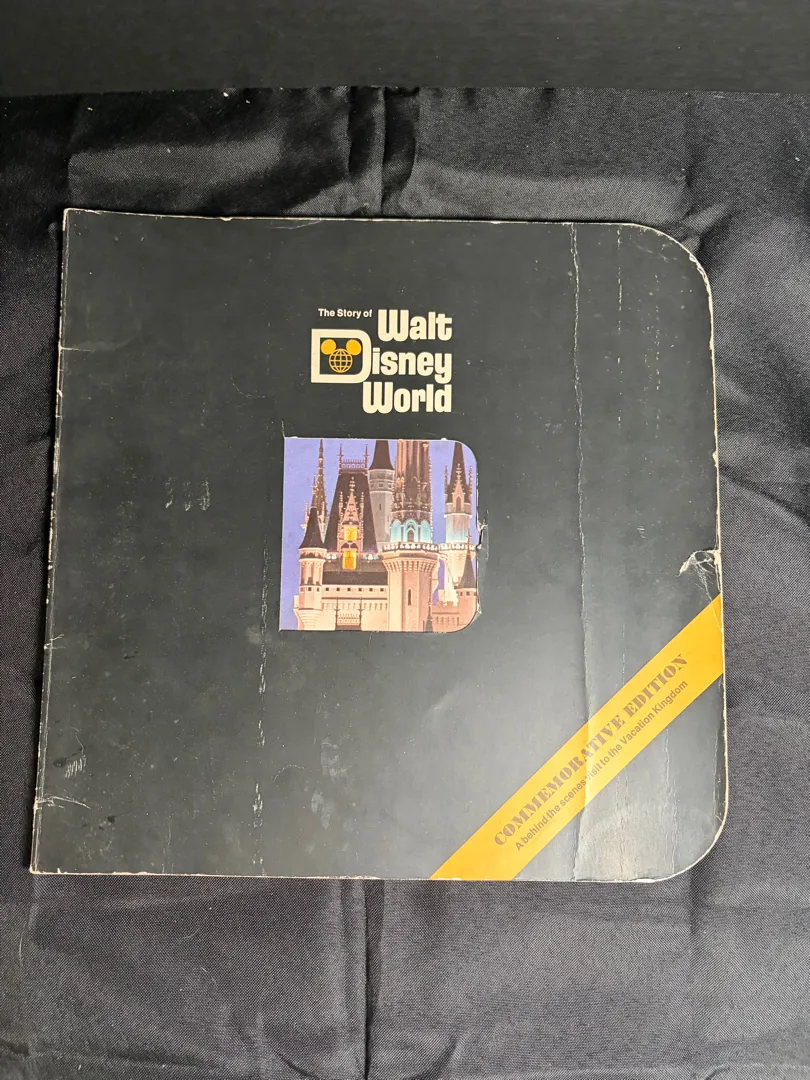 The Story of
Walt
Disney
World
COMMEMORATIVE EDITION
A behind the scenes visit to the Vacation Kingdom